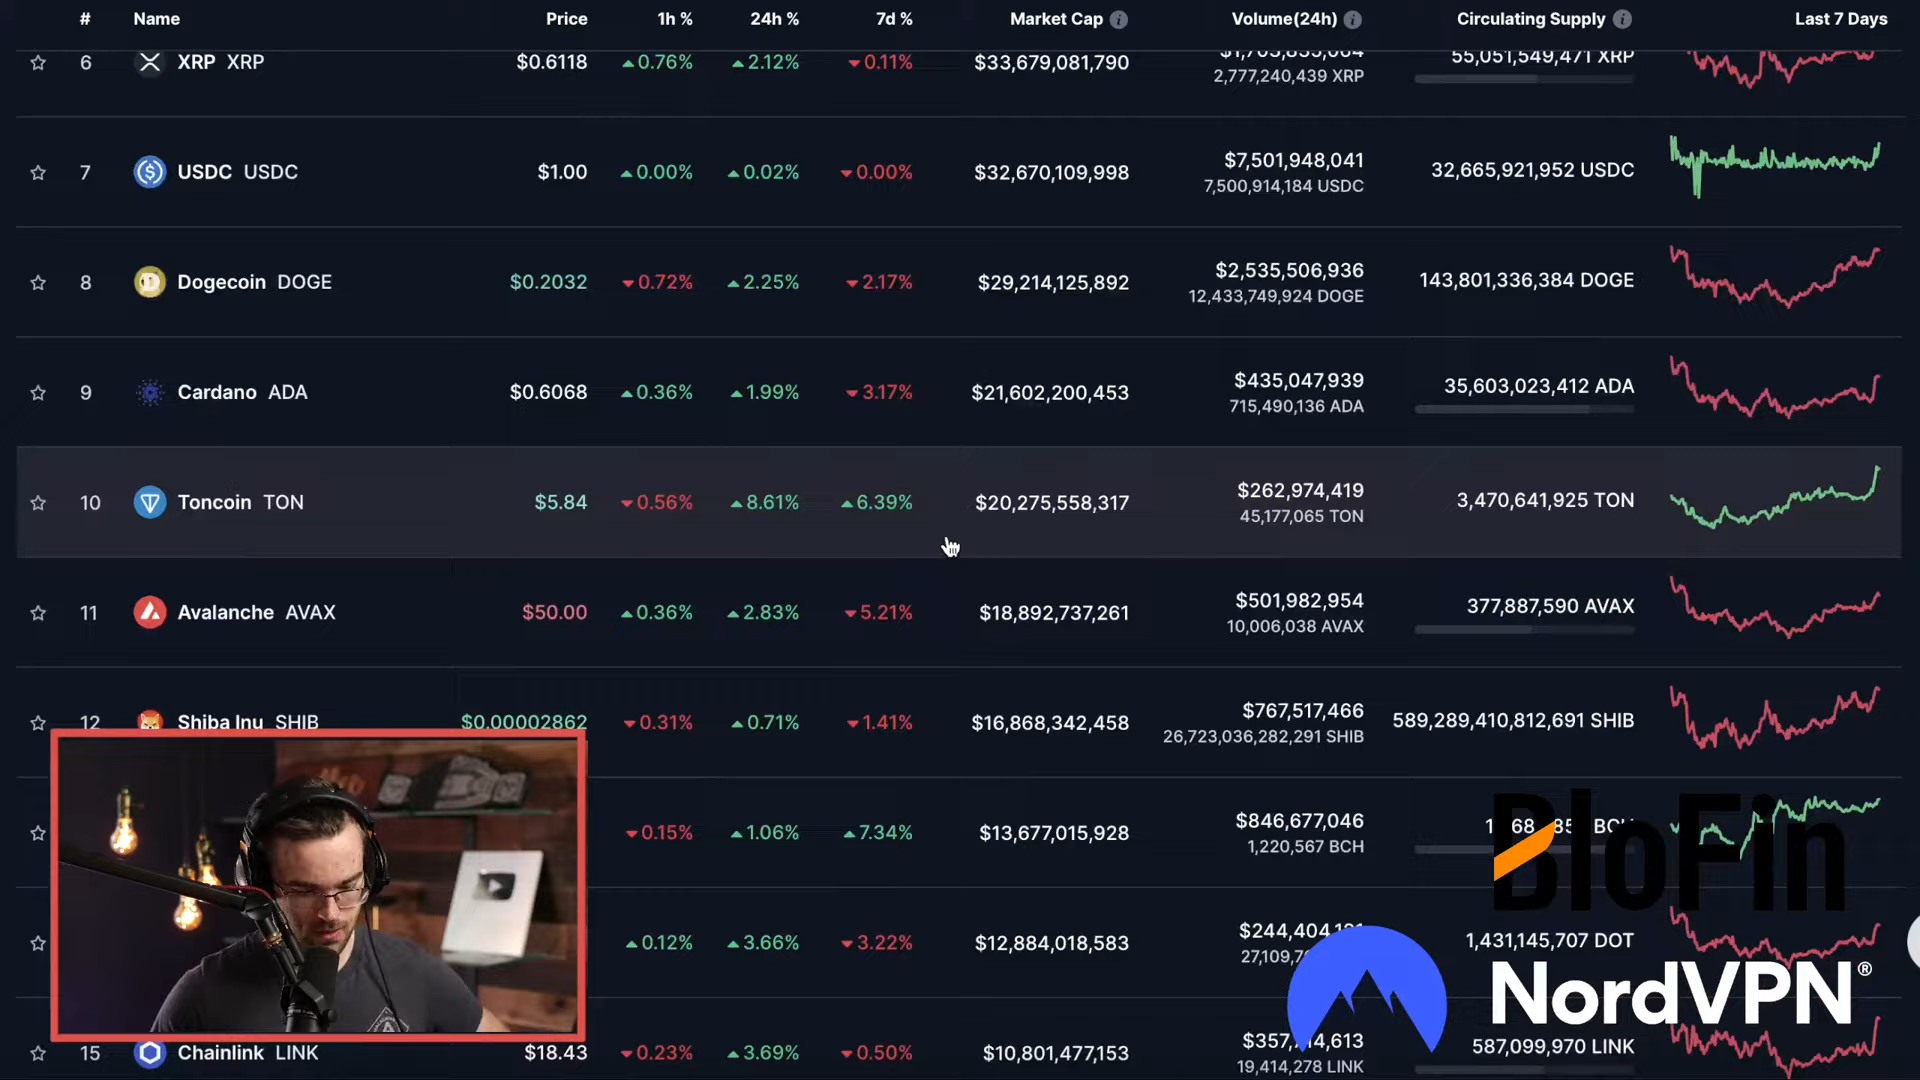 # Name Price 1h % 24h % 7d % Market Cap Volume(24h) Circulating Supply Last 7 Days
6 XRP XRP $0.6118 0.76% 2.12% 0.11% $33,679,081,790 55,051,549,471 XRP
2,777,240,439 XRP
7 USDC USDC $1.00 0.00% 0.02% 0.00% $32,670,109,998 $7,501,948,041 32,665,921,952 USDC
7,500,914,184 USDC
8 Dogecoin DOGE $0.2032 0.72% 2.25% 2.17% $29,214,125,892 $2,535,506,936 143,801,336,384 DOGE
12,433,749,924 DOGE
9 Cardano ADA $0.6068 0.36% 1.99% 3.17% $21,602,200,453 $435,047,939 35,603,023,412 ADA
715,490,136 ADA
10 Toncoin TON $5.84 0.56% 8.61% 6.39% $20,275,558,317 $262,974,419 3,470,641,925 TON
45,177,065 TON
11 Avalanche AVAX $50.00 0.36% 2.83% 5.21% $18,892,737,261 $501,982,954 377,887,590 AVAX
10,006,038 AVAX
12 Shiba Inu SHIB $0.00002862 0.31% 0.71% 1.41% $16,868,342,458 $767,517,466 589,289,410,812,691 SHIB
26,723,036,282,291 SHIB
0.15% 1.06% 7.34% $13,677,015,928 $846,677,046 BCH
1,220,567 BCH
BloFin
0.12% 3.66% 3.22% $12,884,018,583 1,431,145,707 DOT
NordVPN®
15 Chainlink LINK $18.43 0.23% 3.69% 0.50% $10,801,477,153 587,099,970 LINK
19,414,278 LINK